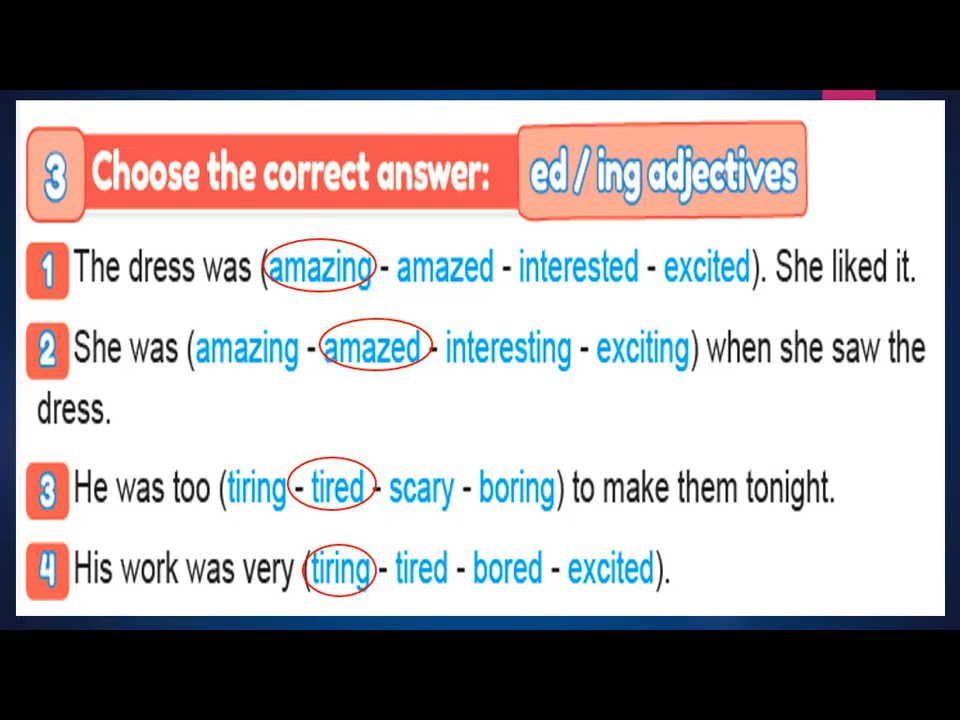 3 Choose the correct answer: ed / ing adjectives
1 The dress was (amazing - amazed - interested - excited). She liked it.
2 She was (amazing - amazed - interesting - exciting) when she saw the
dress.
3 He was too (tiring - tired - scary - boring) to make them tonight.
4 His work was very (tiring - tired - bored - excited).